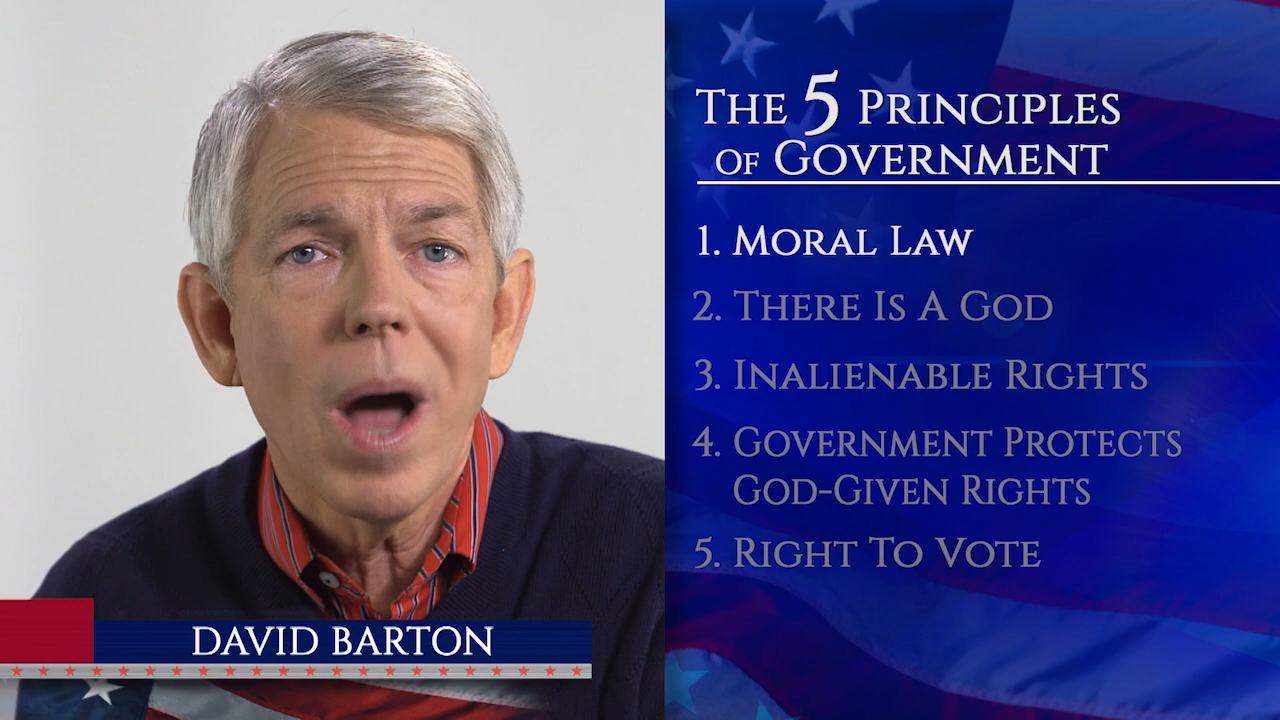 The 5 Principles
of Government
1. Moral Law
2. There Is A God
3. Inalienable Rights
4. Government Protects
God-Given Rights
5. Right To Vote
DAVID BARTON